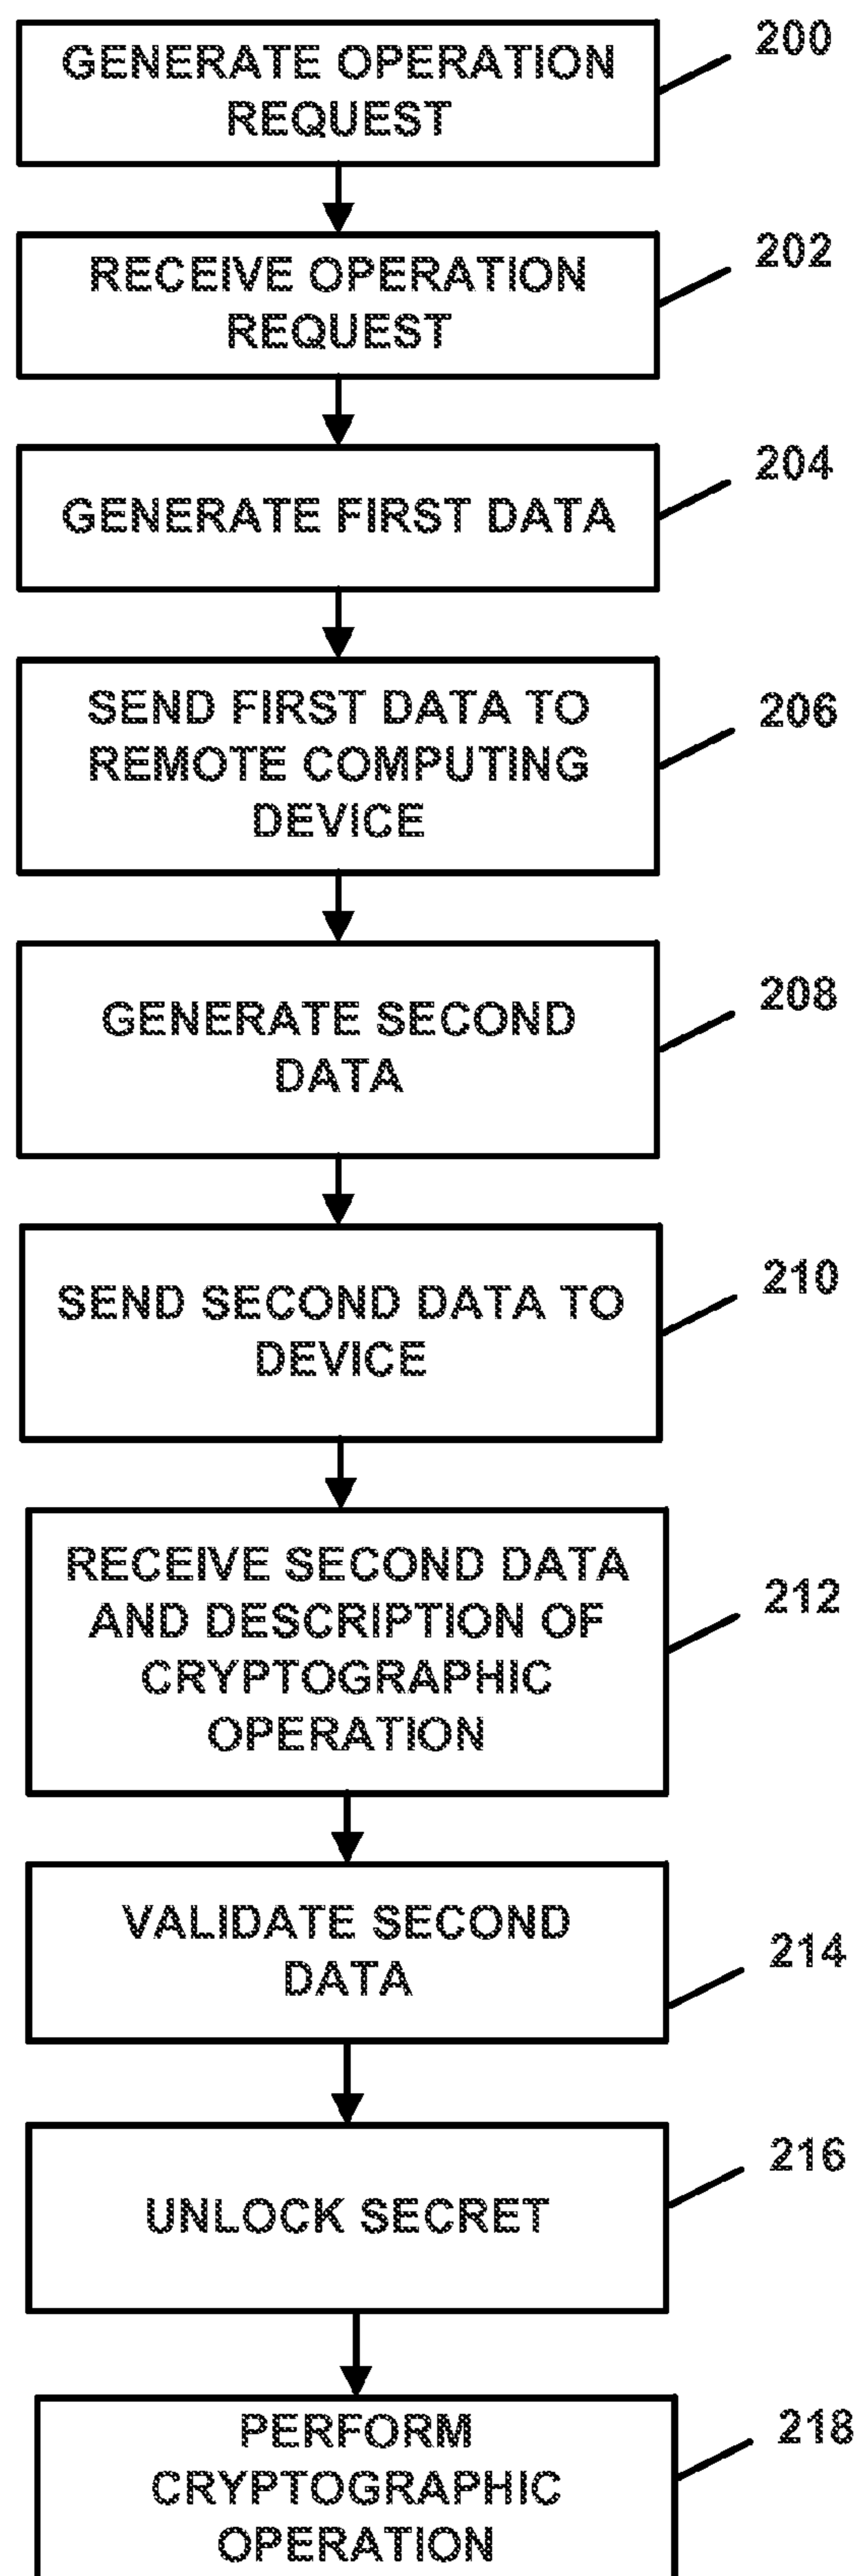 GENERATE OPERATION
REQUEST
200
RECEIVE OPERATION
REQUEST
202
GENERATE FIRST DATA
204
SEND FIRST DATA TO
REMOTE COMPUTING
DEVICE
206
GENERATE SECOND
DATA
208
SEND SECOND DATA TO
DEVICE
210
RECEIVE SECOND DATA
AND DESCRIPTION OF
CRYPTOGRAPHIC
OPERATION
212
VALIDATE SECOND
DATA
214
UNLOCK SECRET
216
PERFORM
CRYPTOGRAPHIC
OPERATION
218